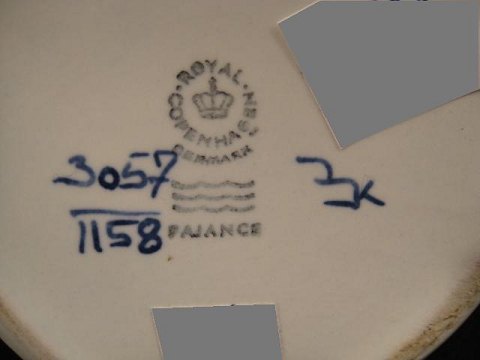 ROYAL COPENHAGEN
DENMARK
3057
1158
FAJANCE